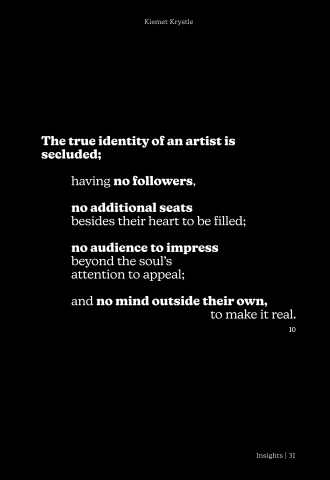 Kismet Krystle
The true identity of an artist is
secluded;
having no followers,
no additional seats
besides their heart to be filled;
no audience to impress
beyond the soul's
attention to appeal;
and no mind outside their own,
to make it real.
10
Insights | 31